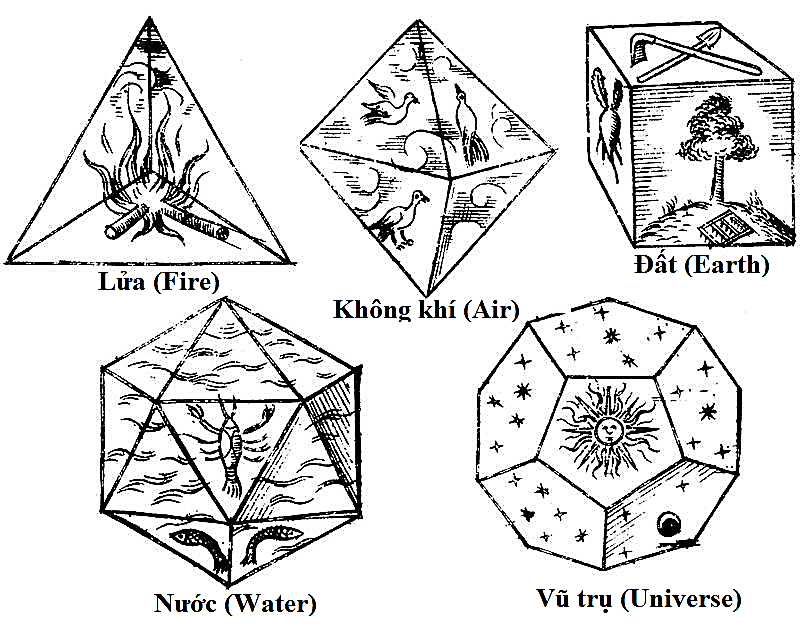 Lửa (Fire)
Không khí (Air)
Đất (Earth)
Nước (Water)
Vũ trụ (Universe)